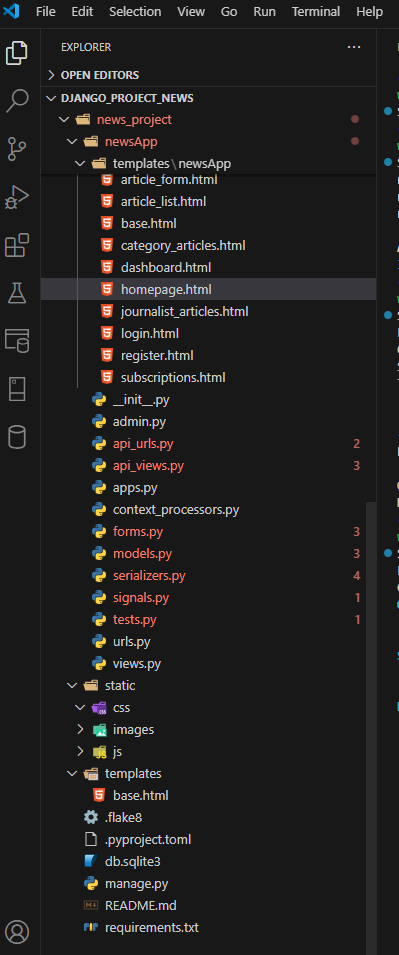 File Edit Selection View Go Run Terminal Help
EXPLORER
OPEN EDITORS
DJANGO_PROJECT_NEWS
news_project
newsApp
templates\newsApp
article_form.html
article_list.html
base.html
category_articles.html
dashboard.html
homepage.html
journalist_articles.html
login.html
register.html
subscriptions.html
__init__.py
admin.py
api_urls.py 2
api_views.py 3
apps.py
context_processors.py
forms.py 3
models.py 3
serializers.py 4
signals.py 1
tests.py 1
urls.py
views.py
static
css
images
js
templates
base.html
.flake8
.pyproject.toml
db.sqlite3
manage.py
README.md
requirements.txt